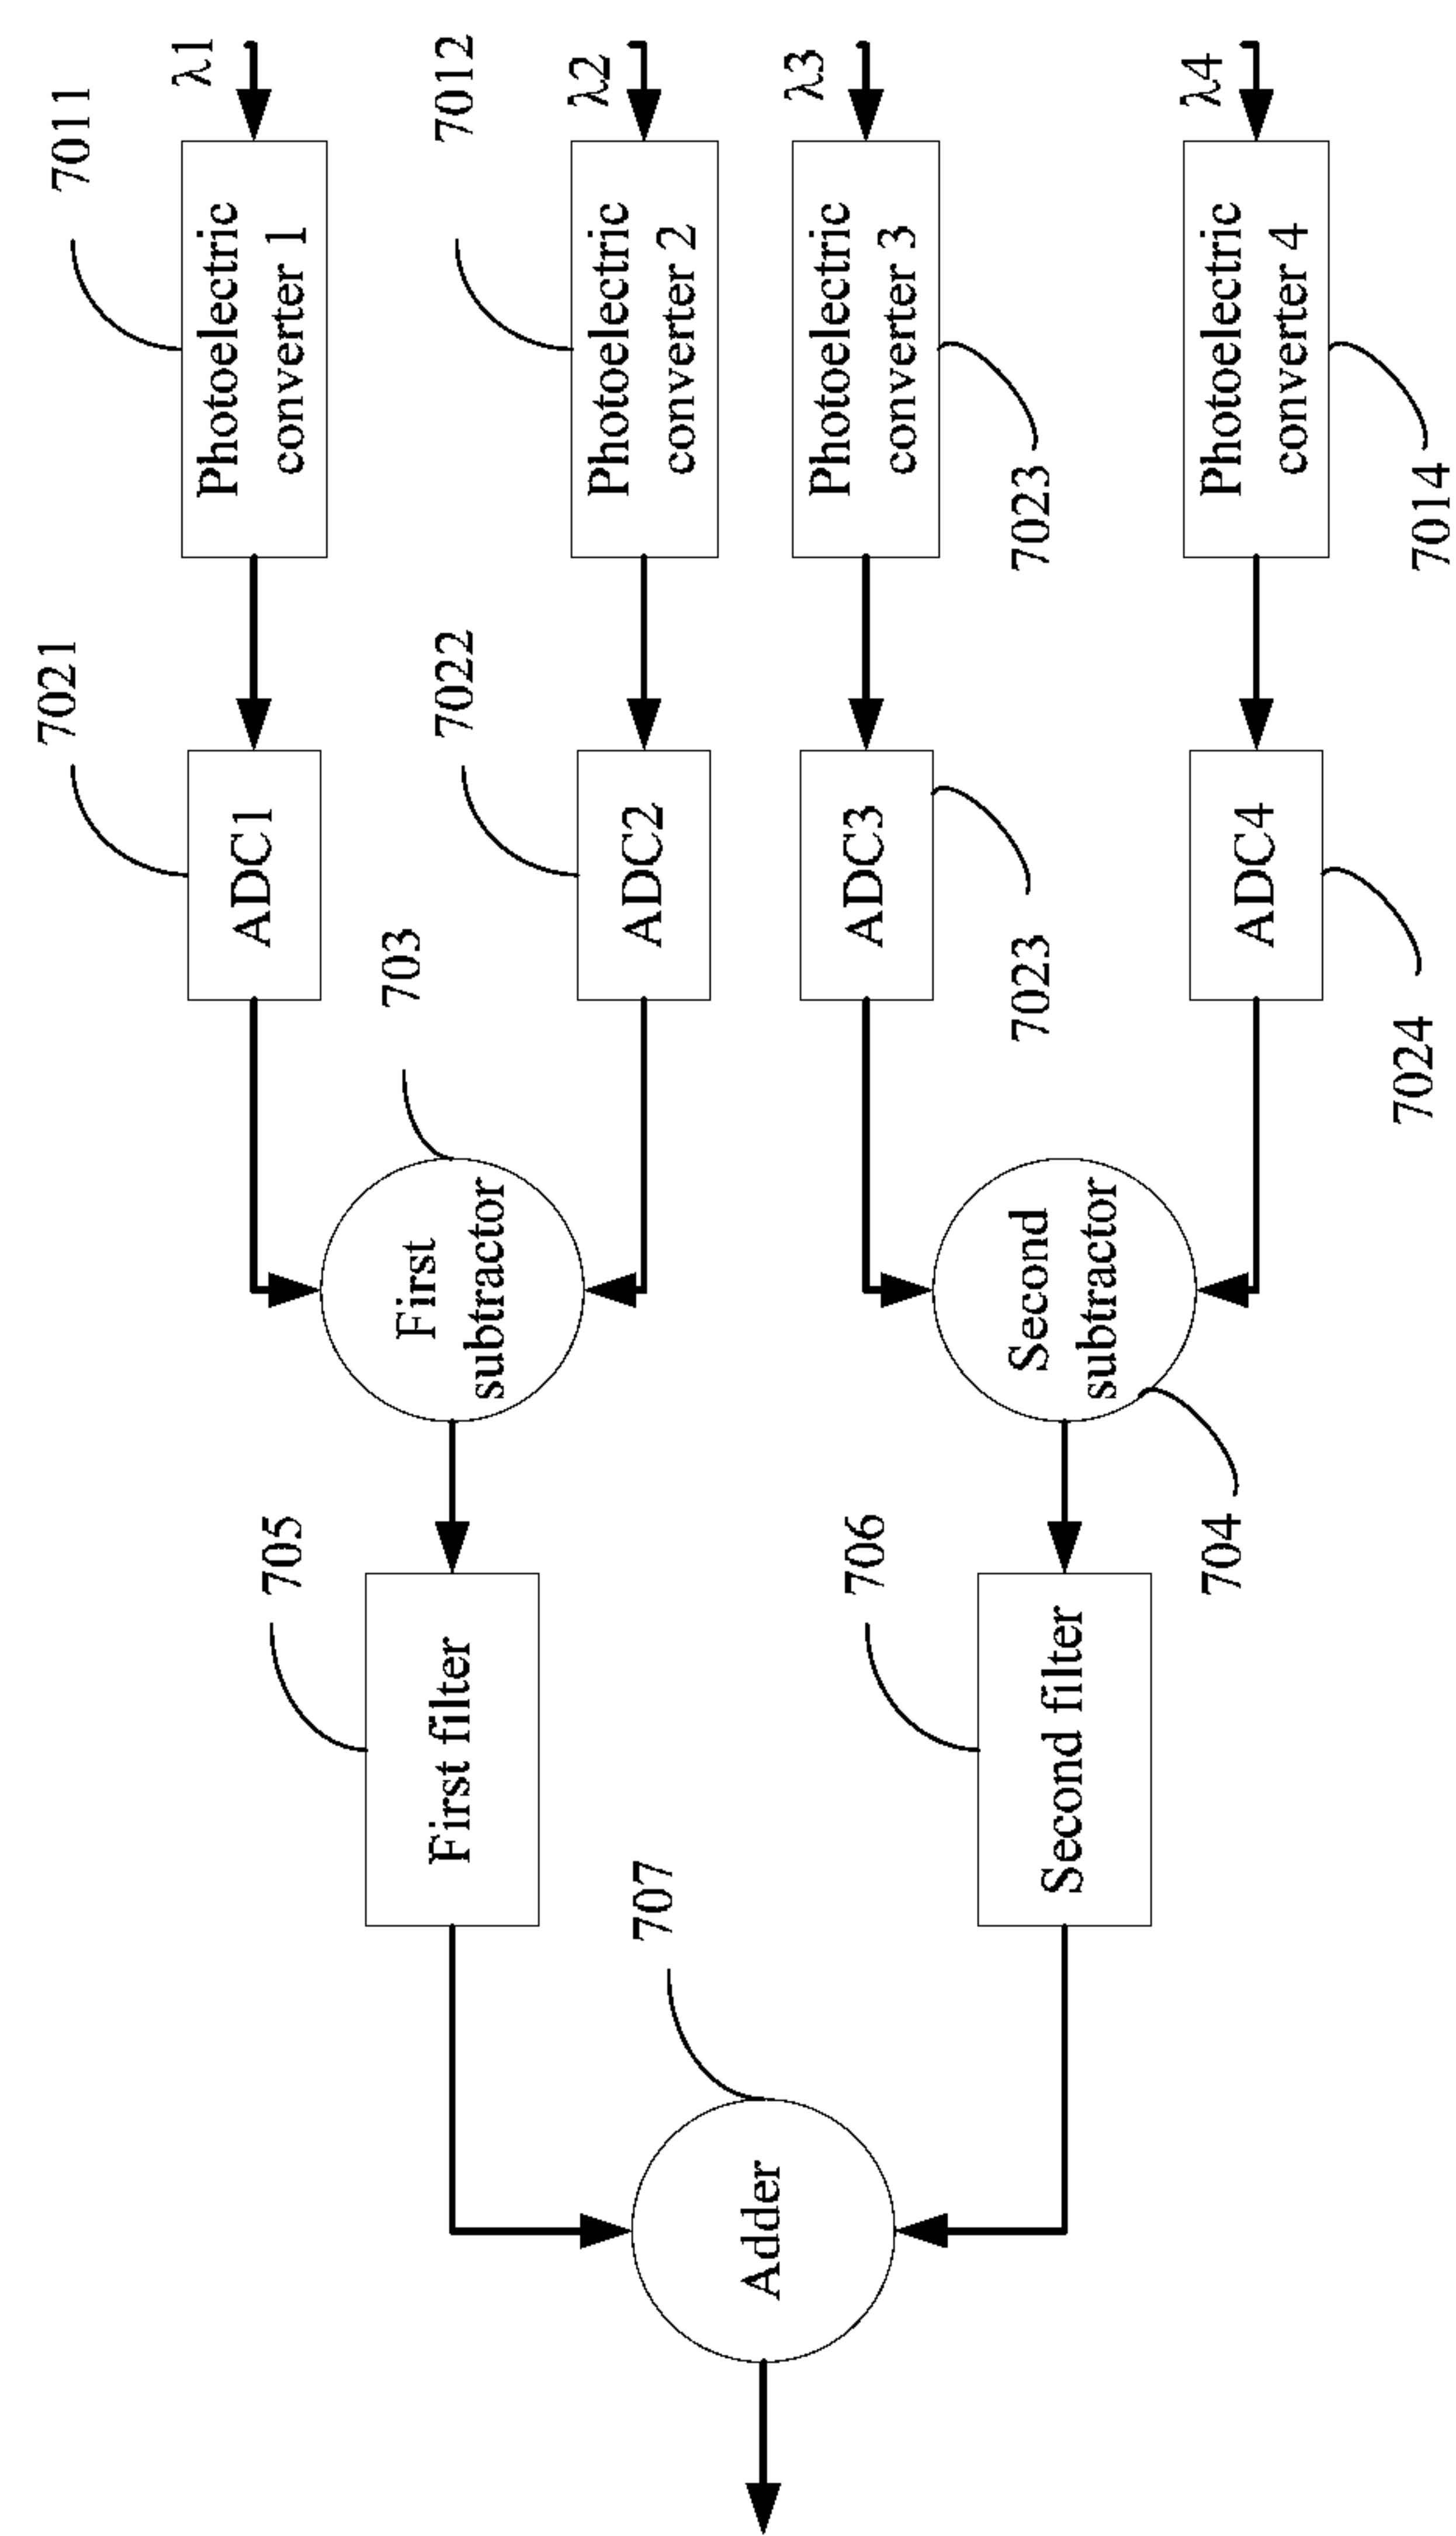 7021
7011
λ1
Photoelectric
converter 1
ADC1
705
703
First
subtractor
First filter
7022
7012
λ2
Photoelectric
converter 2
ADC2
707
Adder
λ3
Photoelectric
converter 3
ADC3
706
7023
7023
Second
subtractor
Second filter
λ4
Photoelectric
converter 4
ADC4
704
7024
7014